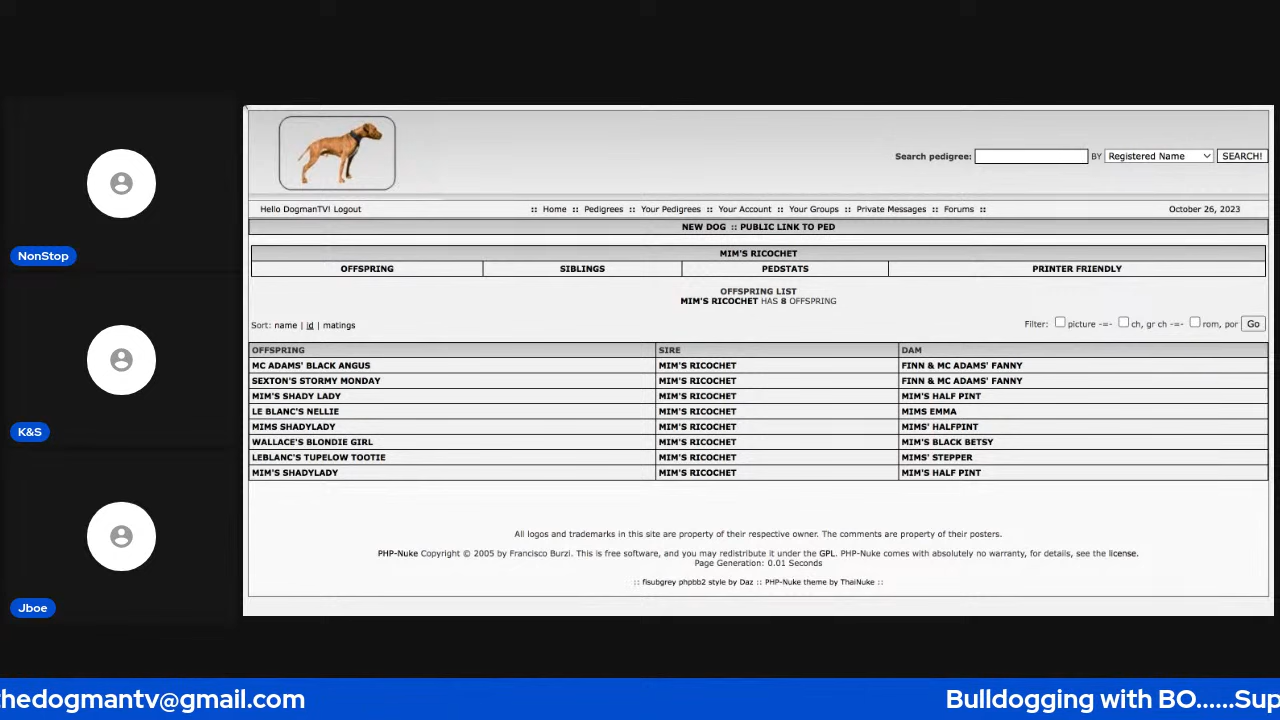 NonStop
K&S
Jboe
Search pedigree: BY Registered Name SEARCH!
Hello DogmanTV! Logout :: Home :: Pedigrees :: Your Pedigrees :: Your Account :: Your Groups :: Private Messages :: Forums :: October 26, 2023
NEW DOG :: PUBLIC LINK TO PED
MIM'S RICOCHET
OFFSPRING SIBLINGS PEDSTATS PRINTER FRIENDLY
OFFSPRING LIST
MIM'S RICOCHET HAS 8 OFFSPRING
Sort: name | id | matings Filter: picture -=- ch, gr ch -=- rom, por Go
OFFSPRING SIRE DAM
MC ADAMS' BLACK ANGUS MIM'S RICOCHET FINN & MC ADAMS' FANNY
SEXTON'S STORMY MONDAY MIM'S RICOCHET FINN & MC ADAMS' FANNY
MIM'S SHADY LADY MIM'S RICOCHET MIM'S HALF PINT
LE BLANC'S NELLIE MIM'S RICOCHET MIMS EMMA
MIMS SHADYLADY MIM'S RICOCHET MIMS' HALFPINT
WALLACE'S BLONDIE GIRL MIM'S RICOCHET MIM'S BLACK BETSY
LEBLANC'S TUPELOW TOOTIE MIM'S RICOCHET MIMS' STEPPER
MIM'S SHADYLADY MIM'S RICOCHET MIM'S HALF PINT
All logos and trademarks in this site are property of their respective owner. The comments are property of their posters.
PHP-Nuke Copyright © 2005 by Francisco Burzi. This is free software, and you may redistribute it under the GPL. PHP-Nuke comes with absolutely no warranty, for details, see the license.
Page Generation: 0.01 Seconds
:: fisubgrey phpbb2 style by Daz :: PHP-Nuke theme by ThaiNuke ::
thedogmantv@gmail.com Bulldogging with BO......Sup